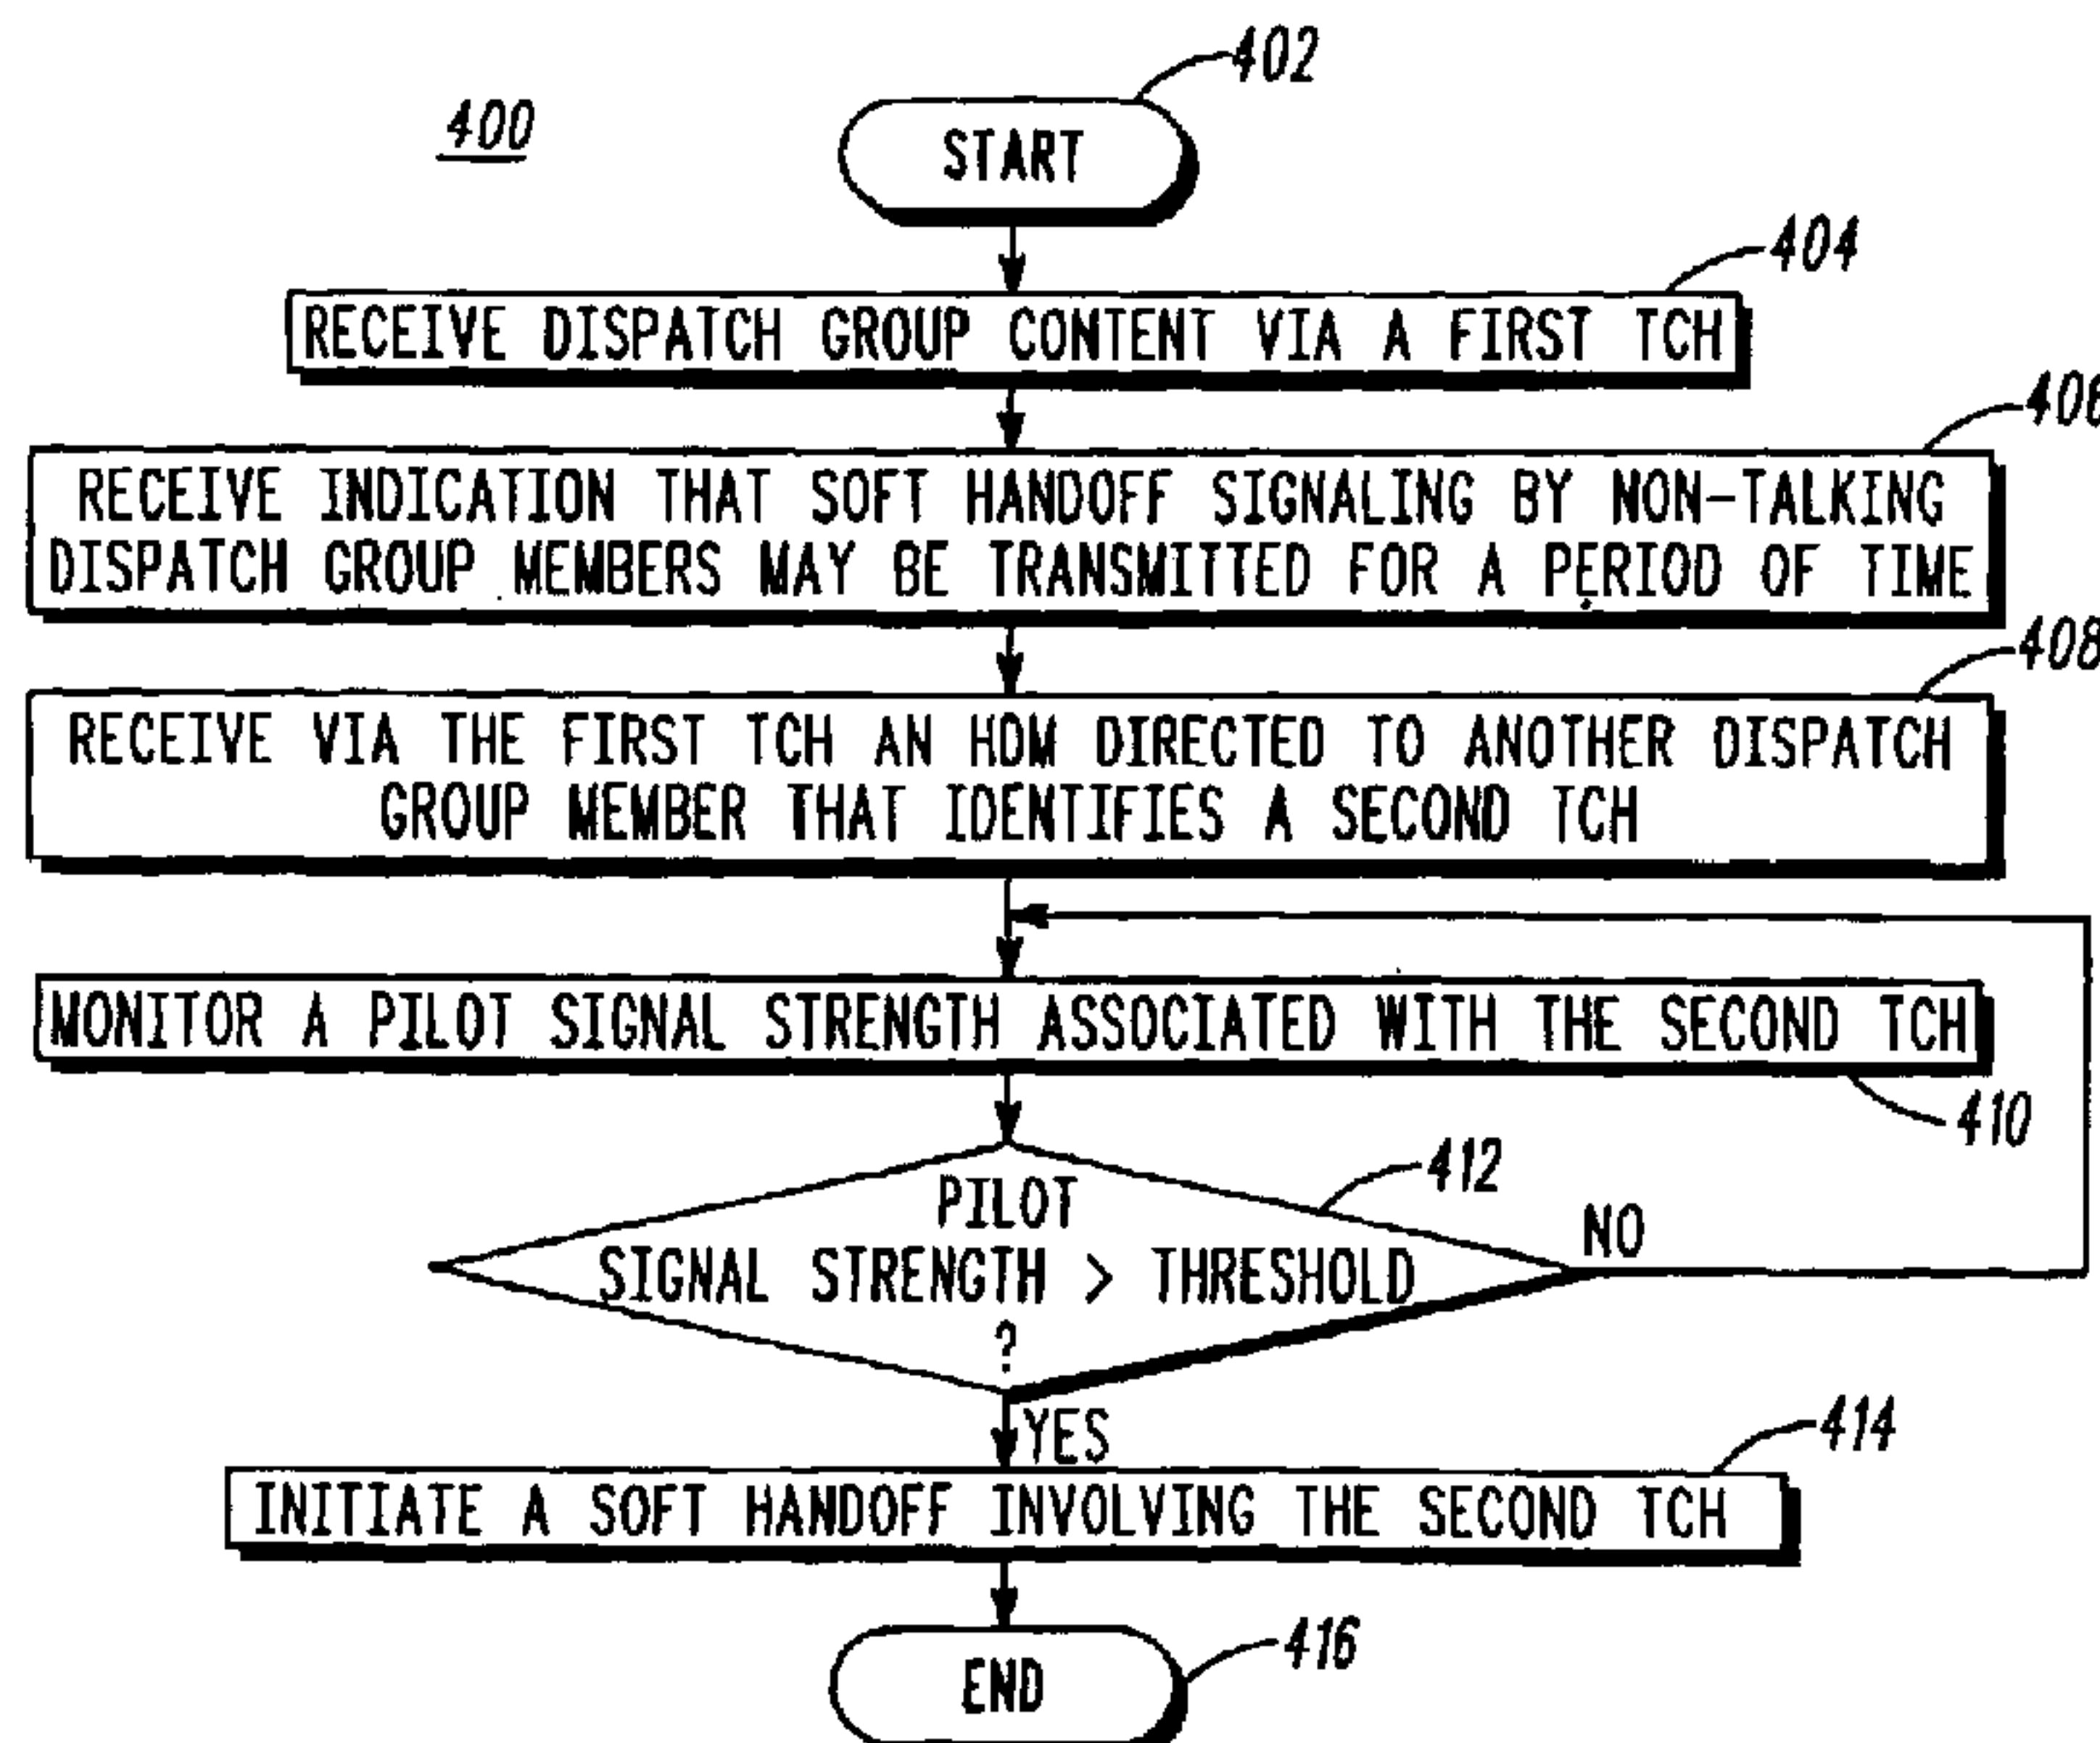 402
400
START
404
RECEIVE DISPATCH GROUP CONTENT VIA A FIRST TCH
406
RECEIVE INDICATION THAT SOFT HANDOFF SIGNALING BY NON-TALKING
DISPATCH GROUP MEMBERS MAY BE TRANSMITTED FOR A PERIOD OF TIME
408
RECEIVE VIA THE FIRST TCH AN HDM DIRECTED TO ANOTHER DISPATCH
GROUP MEMBER THAT IDENTIFIES A SECOND TCH
MONITOR A PILOT SIGNAL STRENGTH ASSOCIATED WITH THE SECOND TCH
410
412
PILOT
SIGNAL STRENGTH > THRESHOLD
?
NO
YES
414
INITIATE A SOFT HANDOFF INVOLVING THE SECOND TCH
416
END